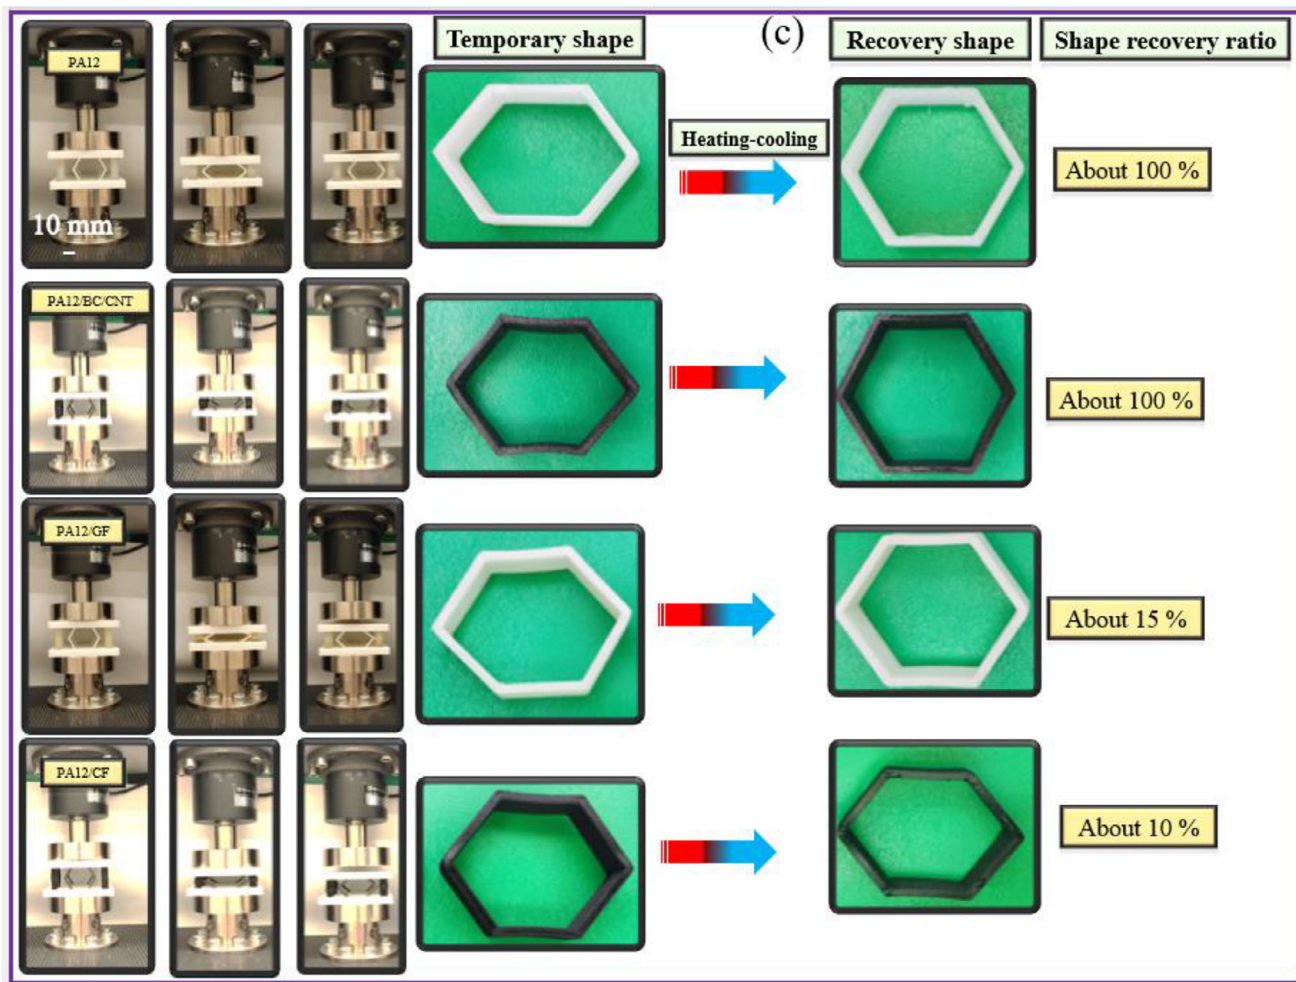 Temporary shape
(c)
Recovery shape
Shape recovery ratio
PA12
10 mm
Heating-cooling
About 100 %
PA12/BC/CNT
About 100 %
PA12/GF
About 15 %
PA12/CF
About 10 %